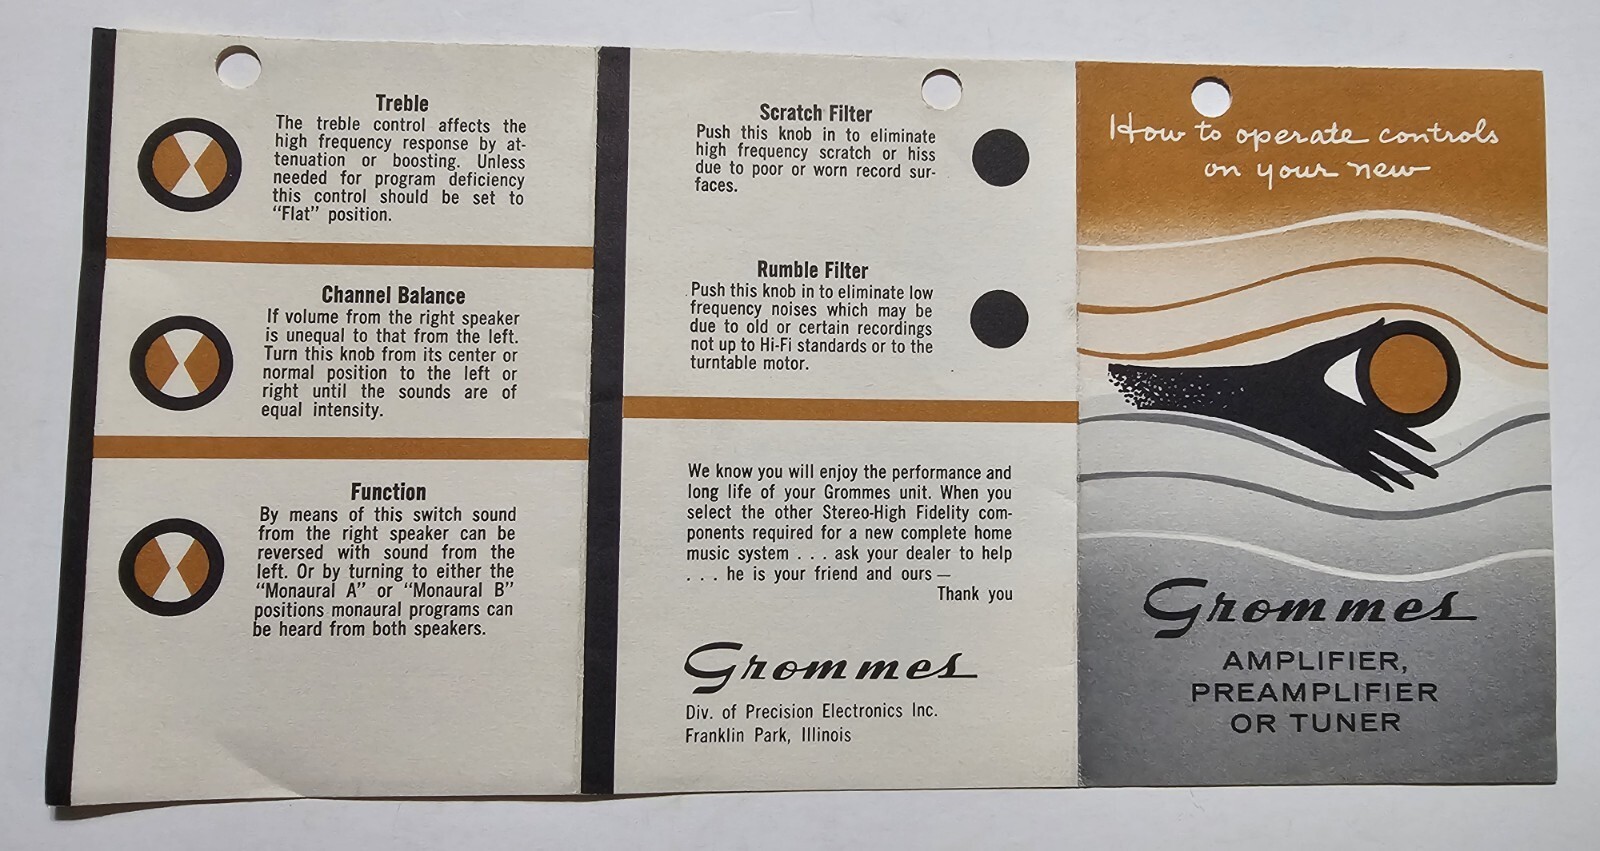 Treble
The treble control affects the
high frequency response by at-
tenuation or boosting. Unless
needed for program deficiency
this control should be set to
“Flat” position.
Channel Balance
If volume from the right speaker
is unequal to that from the left.
Turn this knob from its center or
normal position to the left or
right until the sounds are of
equal intensity.
Function
By means of this switch sound
from the right speaker can be
reversed with sound from the
left. Or by turning to either the
“Monaural A” or “Monaural B”
positions monaural programs can
be heard from both speakers.
Scratch Filter
Push this knob in to eliminate
high frequency scratch or hiss
due to poor or worn record sur-
faces.
Rumble Filter
Push this knob in to eliminate low
frequency noises which may be
due to old or certain recordings
not up to Hi-Fi standards or to the
turntable motor.
We know you will enjoy the performance and
long life of your Grommes unit. When you
select the other Stereo-High Fidelity com-
ponents required for a new complete home
music system . . . ask your dealer to help
. . . he is your friend and ours —
Thank you
Grommes
Div. of Precision Electronics Inc.
Franklin Park, Illinois
How to operate controls
on your new
Grommes
AMPLIFIER,
PREAMPLIFIER
OR TUNER